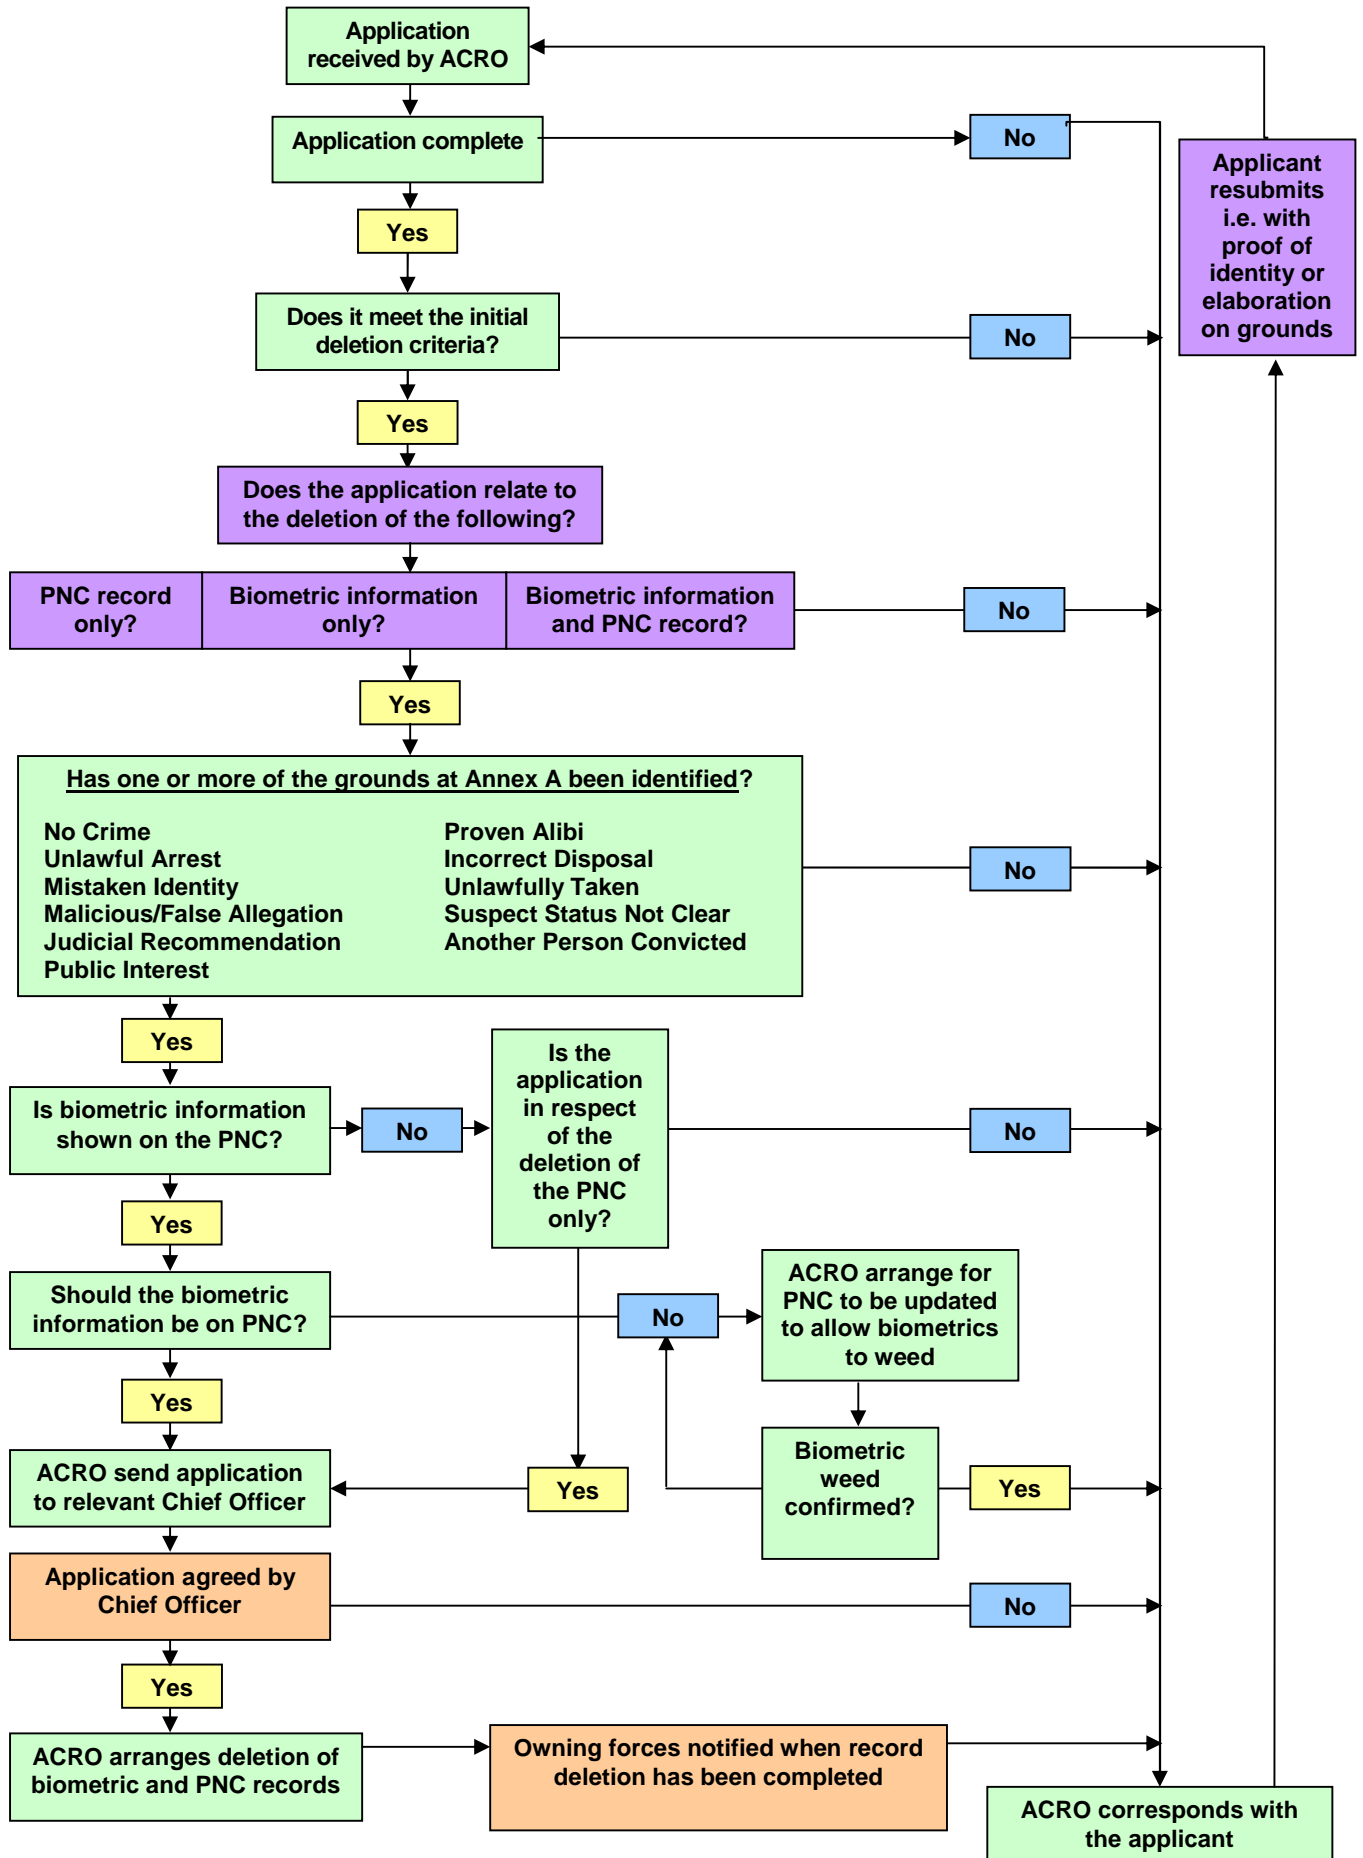 Application
received by ACRO
Application complete
No
Applicant
resubmits
i.e. with
proof of
identity or
elaboration
on grounds
Yes
Does it meet the initial
deletion criteria?
No
Yes
Does the application relate to
the deletion of the following?
PNC record
only?
Biometric information
only?
Biometric information
and PNC record?
No
Yes
Has one or more of the grounds at Annex A been identified?
No Crime
Unlawful Arrest
Mistaken Identity
Malicious/False Allegation
Judicial Recommendation
Public Interest
Proven Alibi
Incorrect Disposal
Unlawfully Taken
Suspect Status Not Clear
Another Person Convicted
No
Yes
Is biometric information
shown on the PNC?
No
Is the
application
in respect
of the
deletion of
the PNC
only?
No
Yes
Should the biometric
information be on PNC?
No
ACRO arrange for
PNC to be updated
to allow biometrics
to weed
Yes
ACRO send application
to relevant Chief Officer
Yes
Biometric
weed
confirmed?
Yes
Application agreed by
Chief Officer
No
Yes
ACRO arranges deletion of
biometric and PNC records
Owning forces notified when record
deletion has been completed
ACRO corresponds with
the applicant